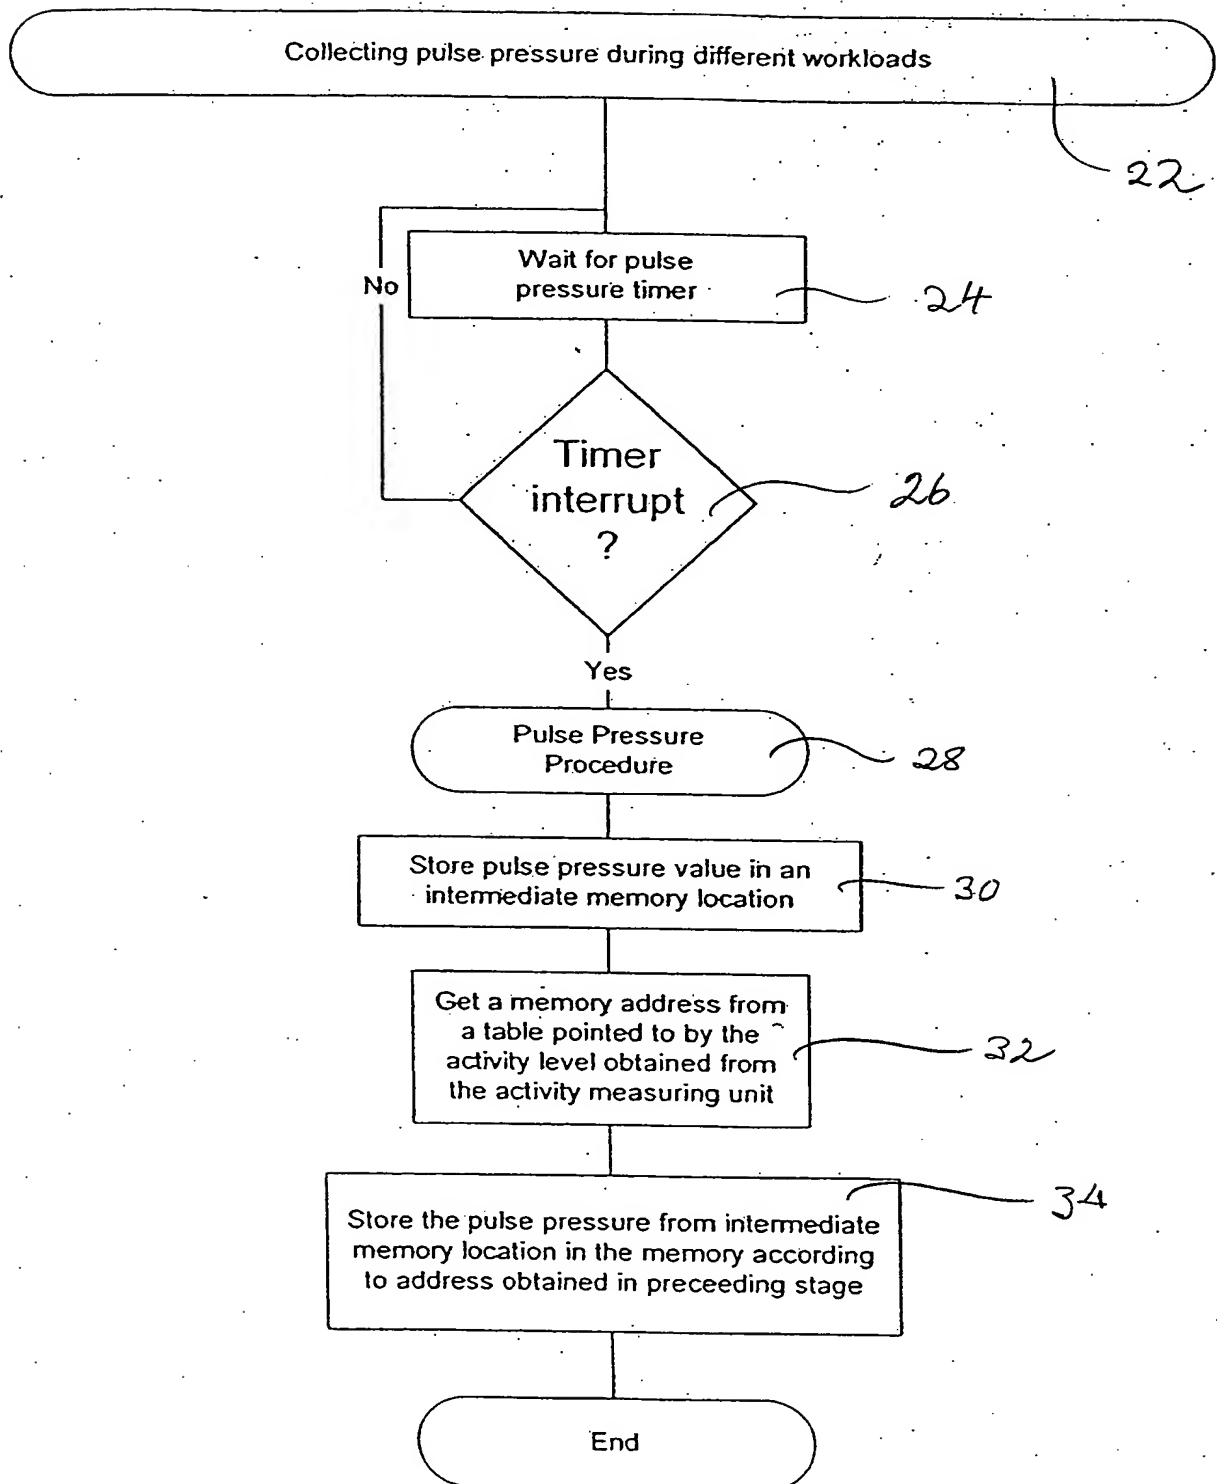 Collecting pulse pressure during different workloads
22
Wait for pulse
pressure timer
No
24
Timer
interrupt
?
26
Yes
Pulse Pressure
Procedure
28
Store pulse pressure value in an
intermediate memory location
30
Get a memory address from
a table pointed to by the
activity level obtained from
the activity measuring unit
32
34
Store the pulse pressure from intermediate
memory location in the memory according
to address obtained in preceeding stage
End